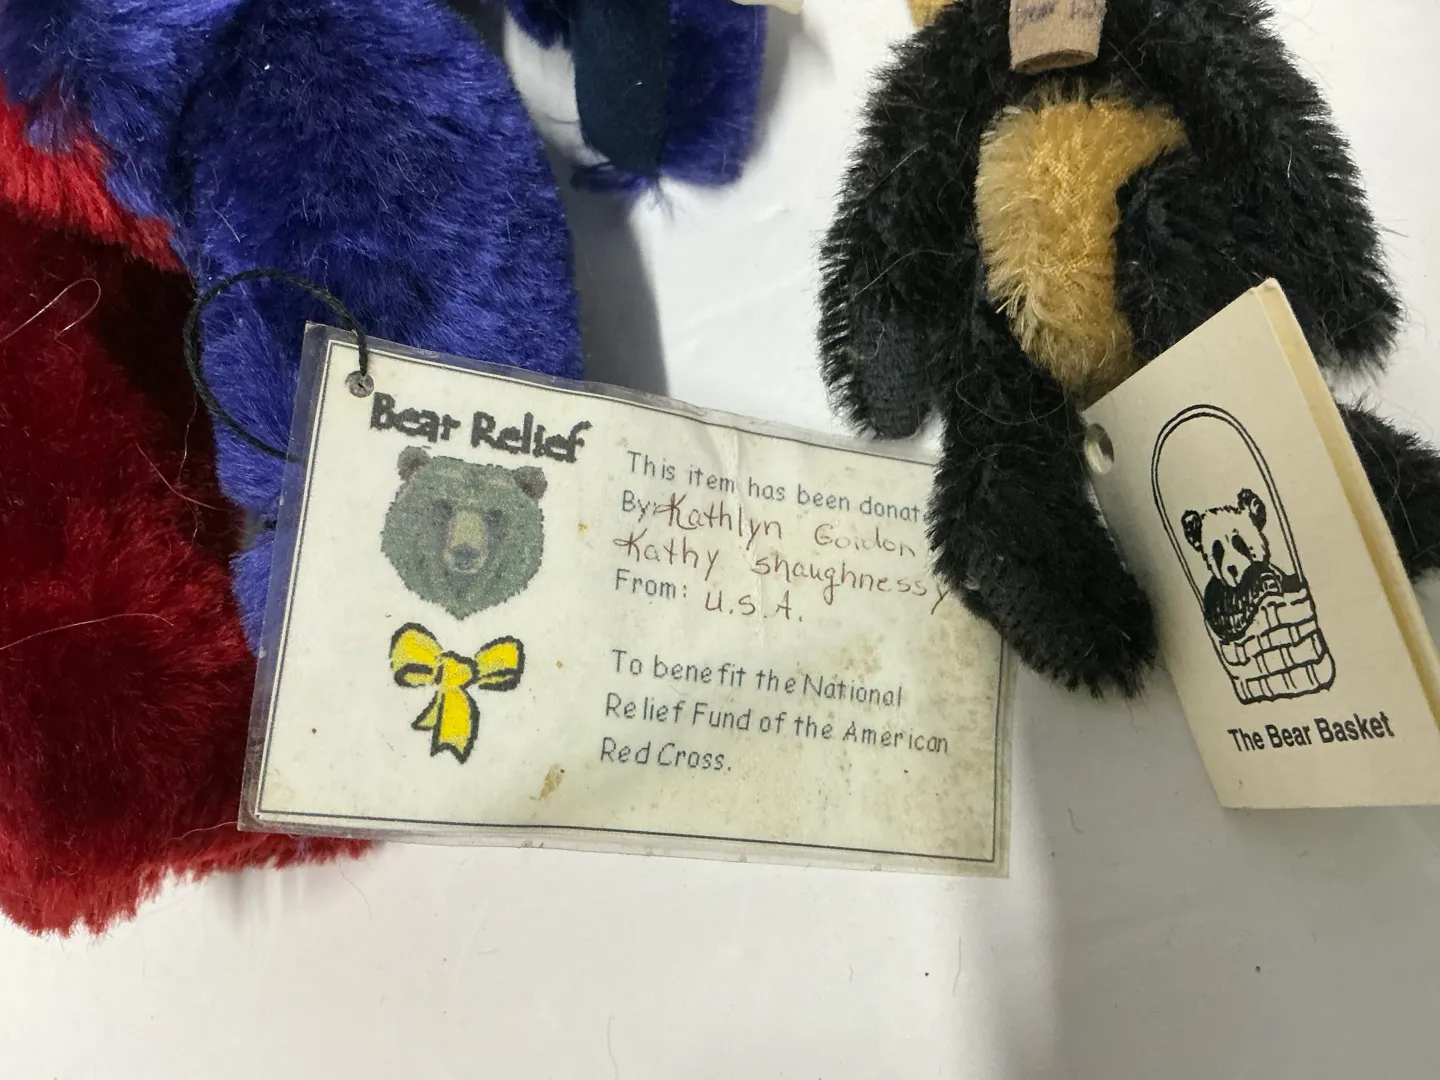 Bear Relief
This item has been donat
By: Kathlyn Goidon
Kathy Shaughnessy
From: U.S.A.
To benefit the National
Relief Fund of the American
Red Cross.
The Bear Basket